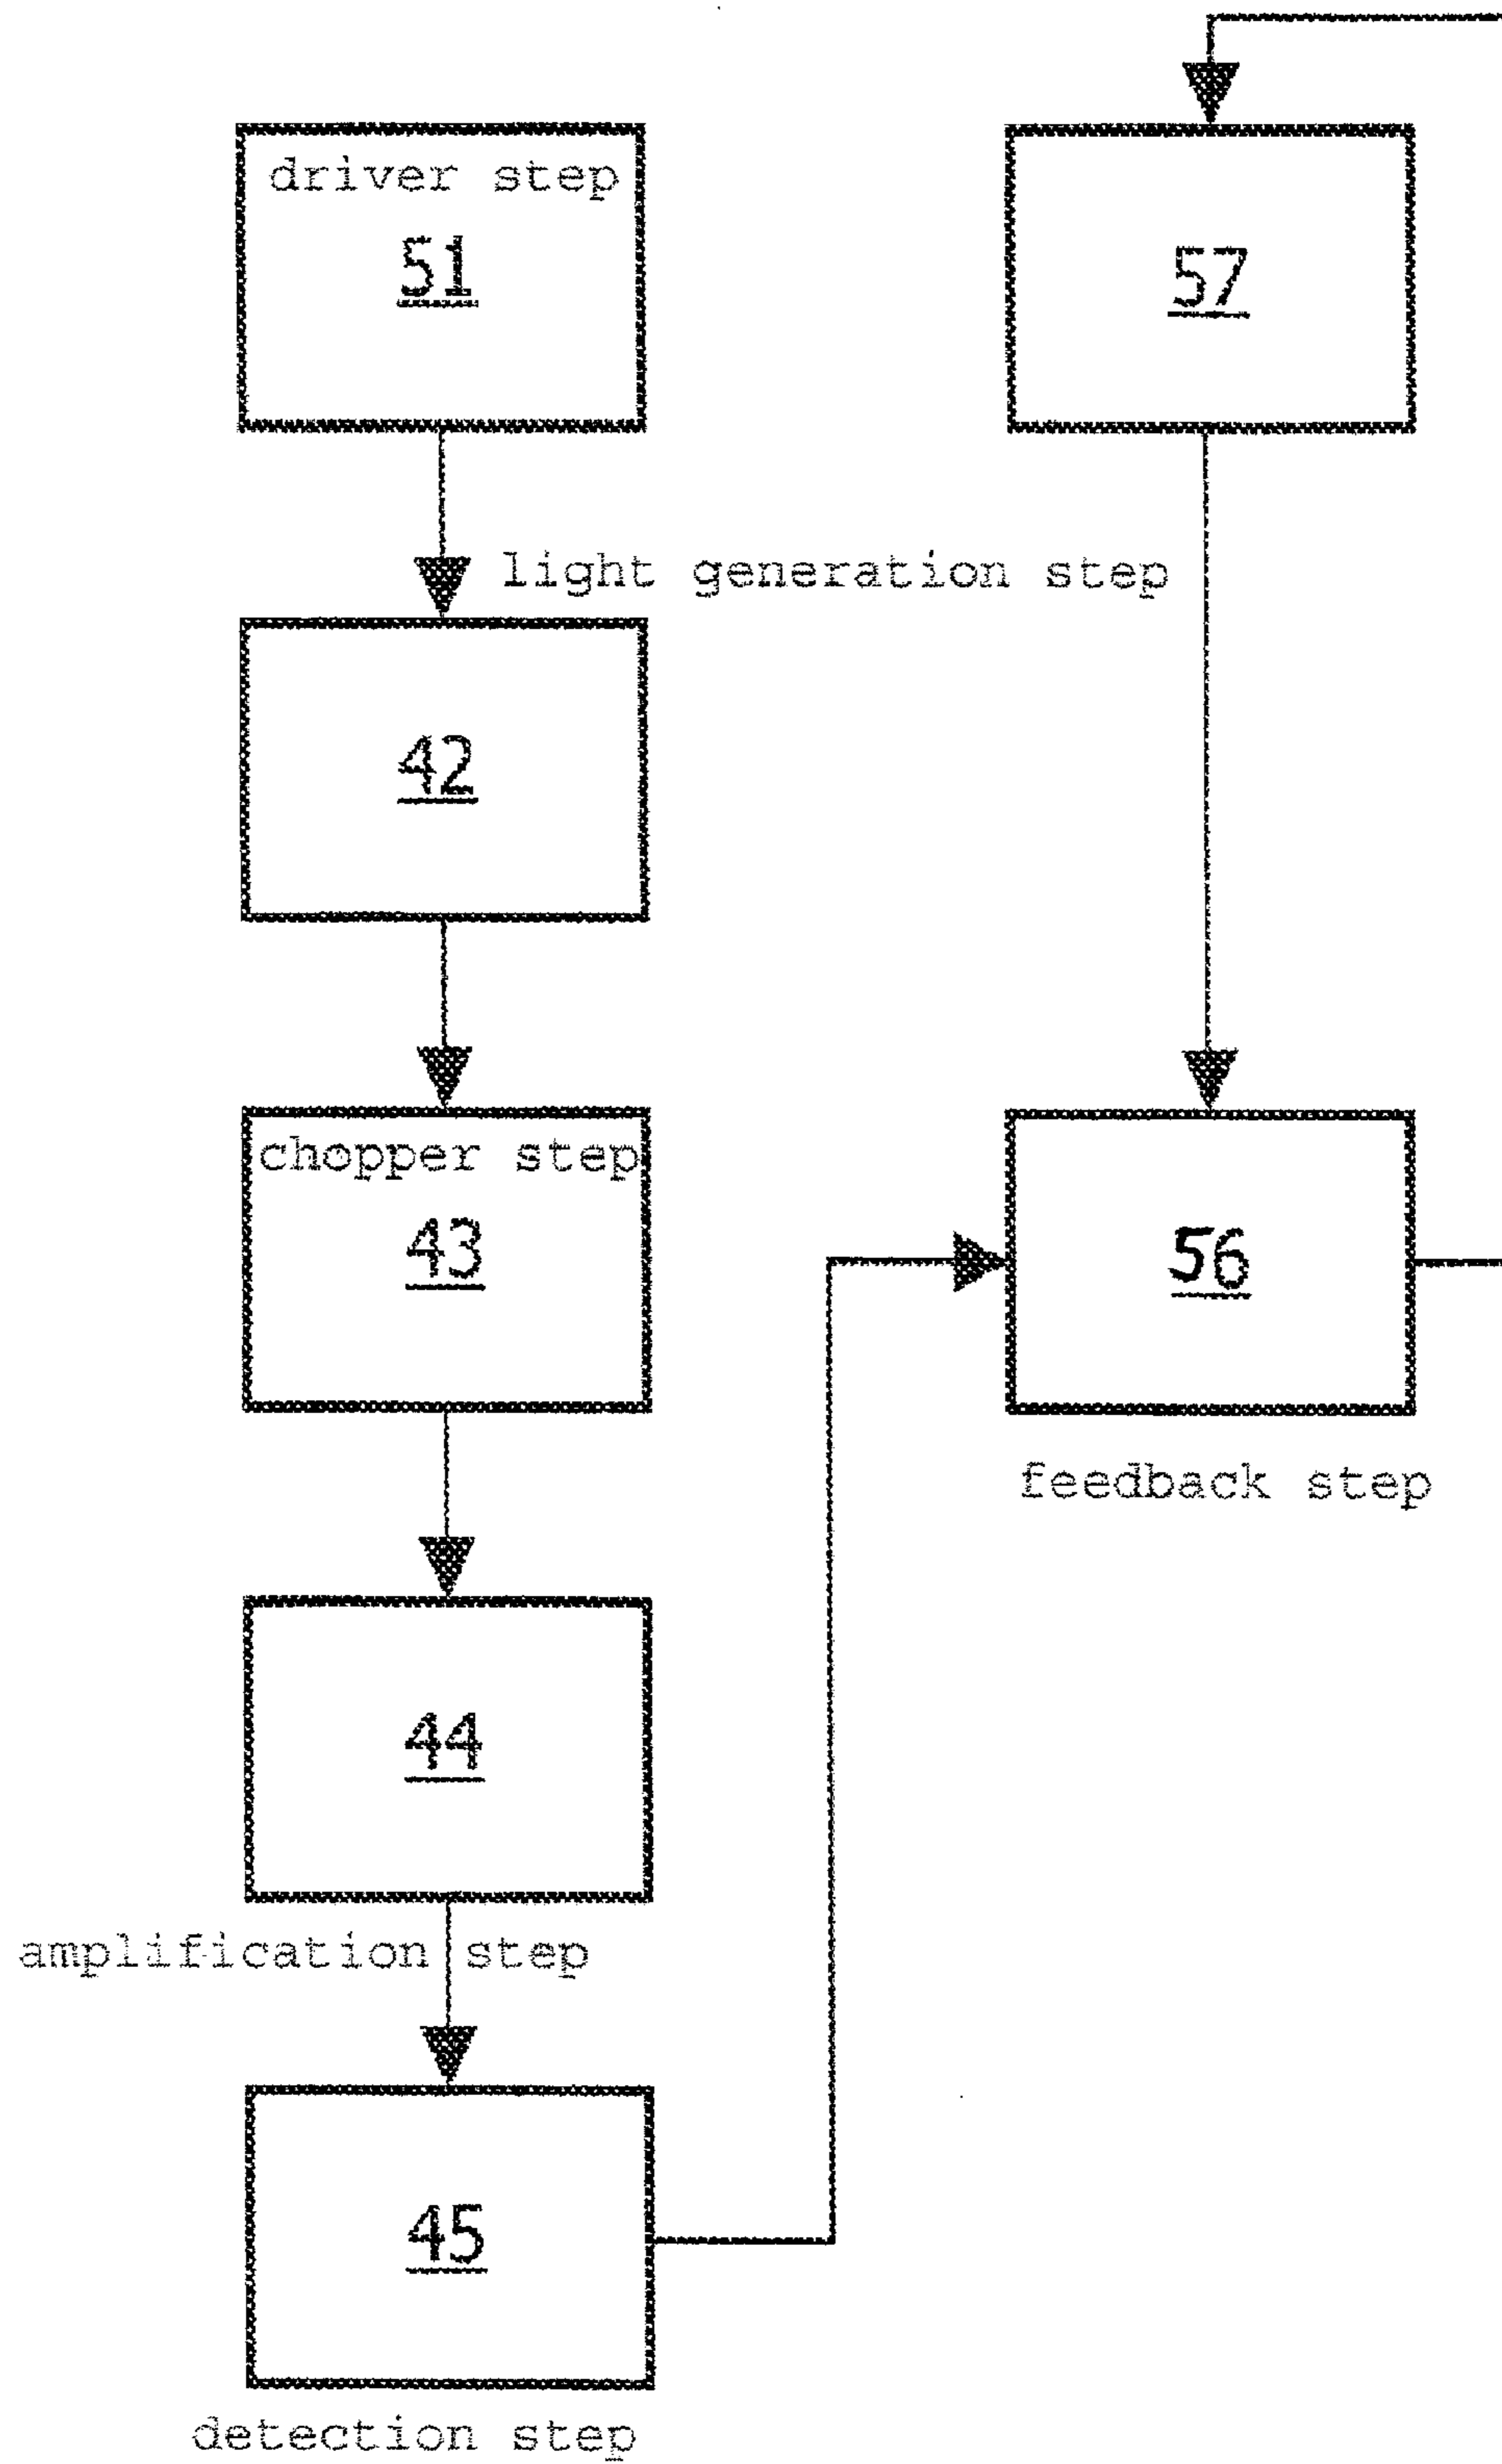 driver step
51
57
light generation step
42
chopper step
43
56
feedback step
44
amplification step
45
detection step